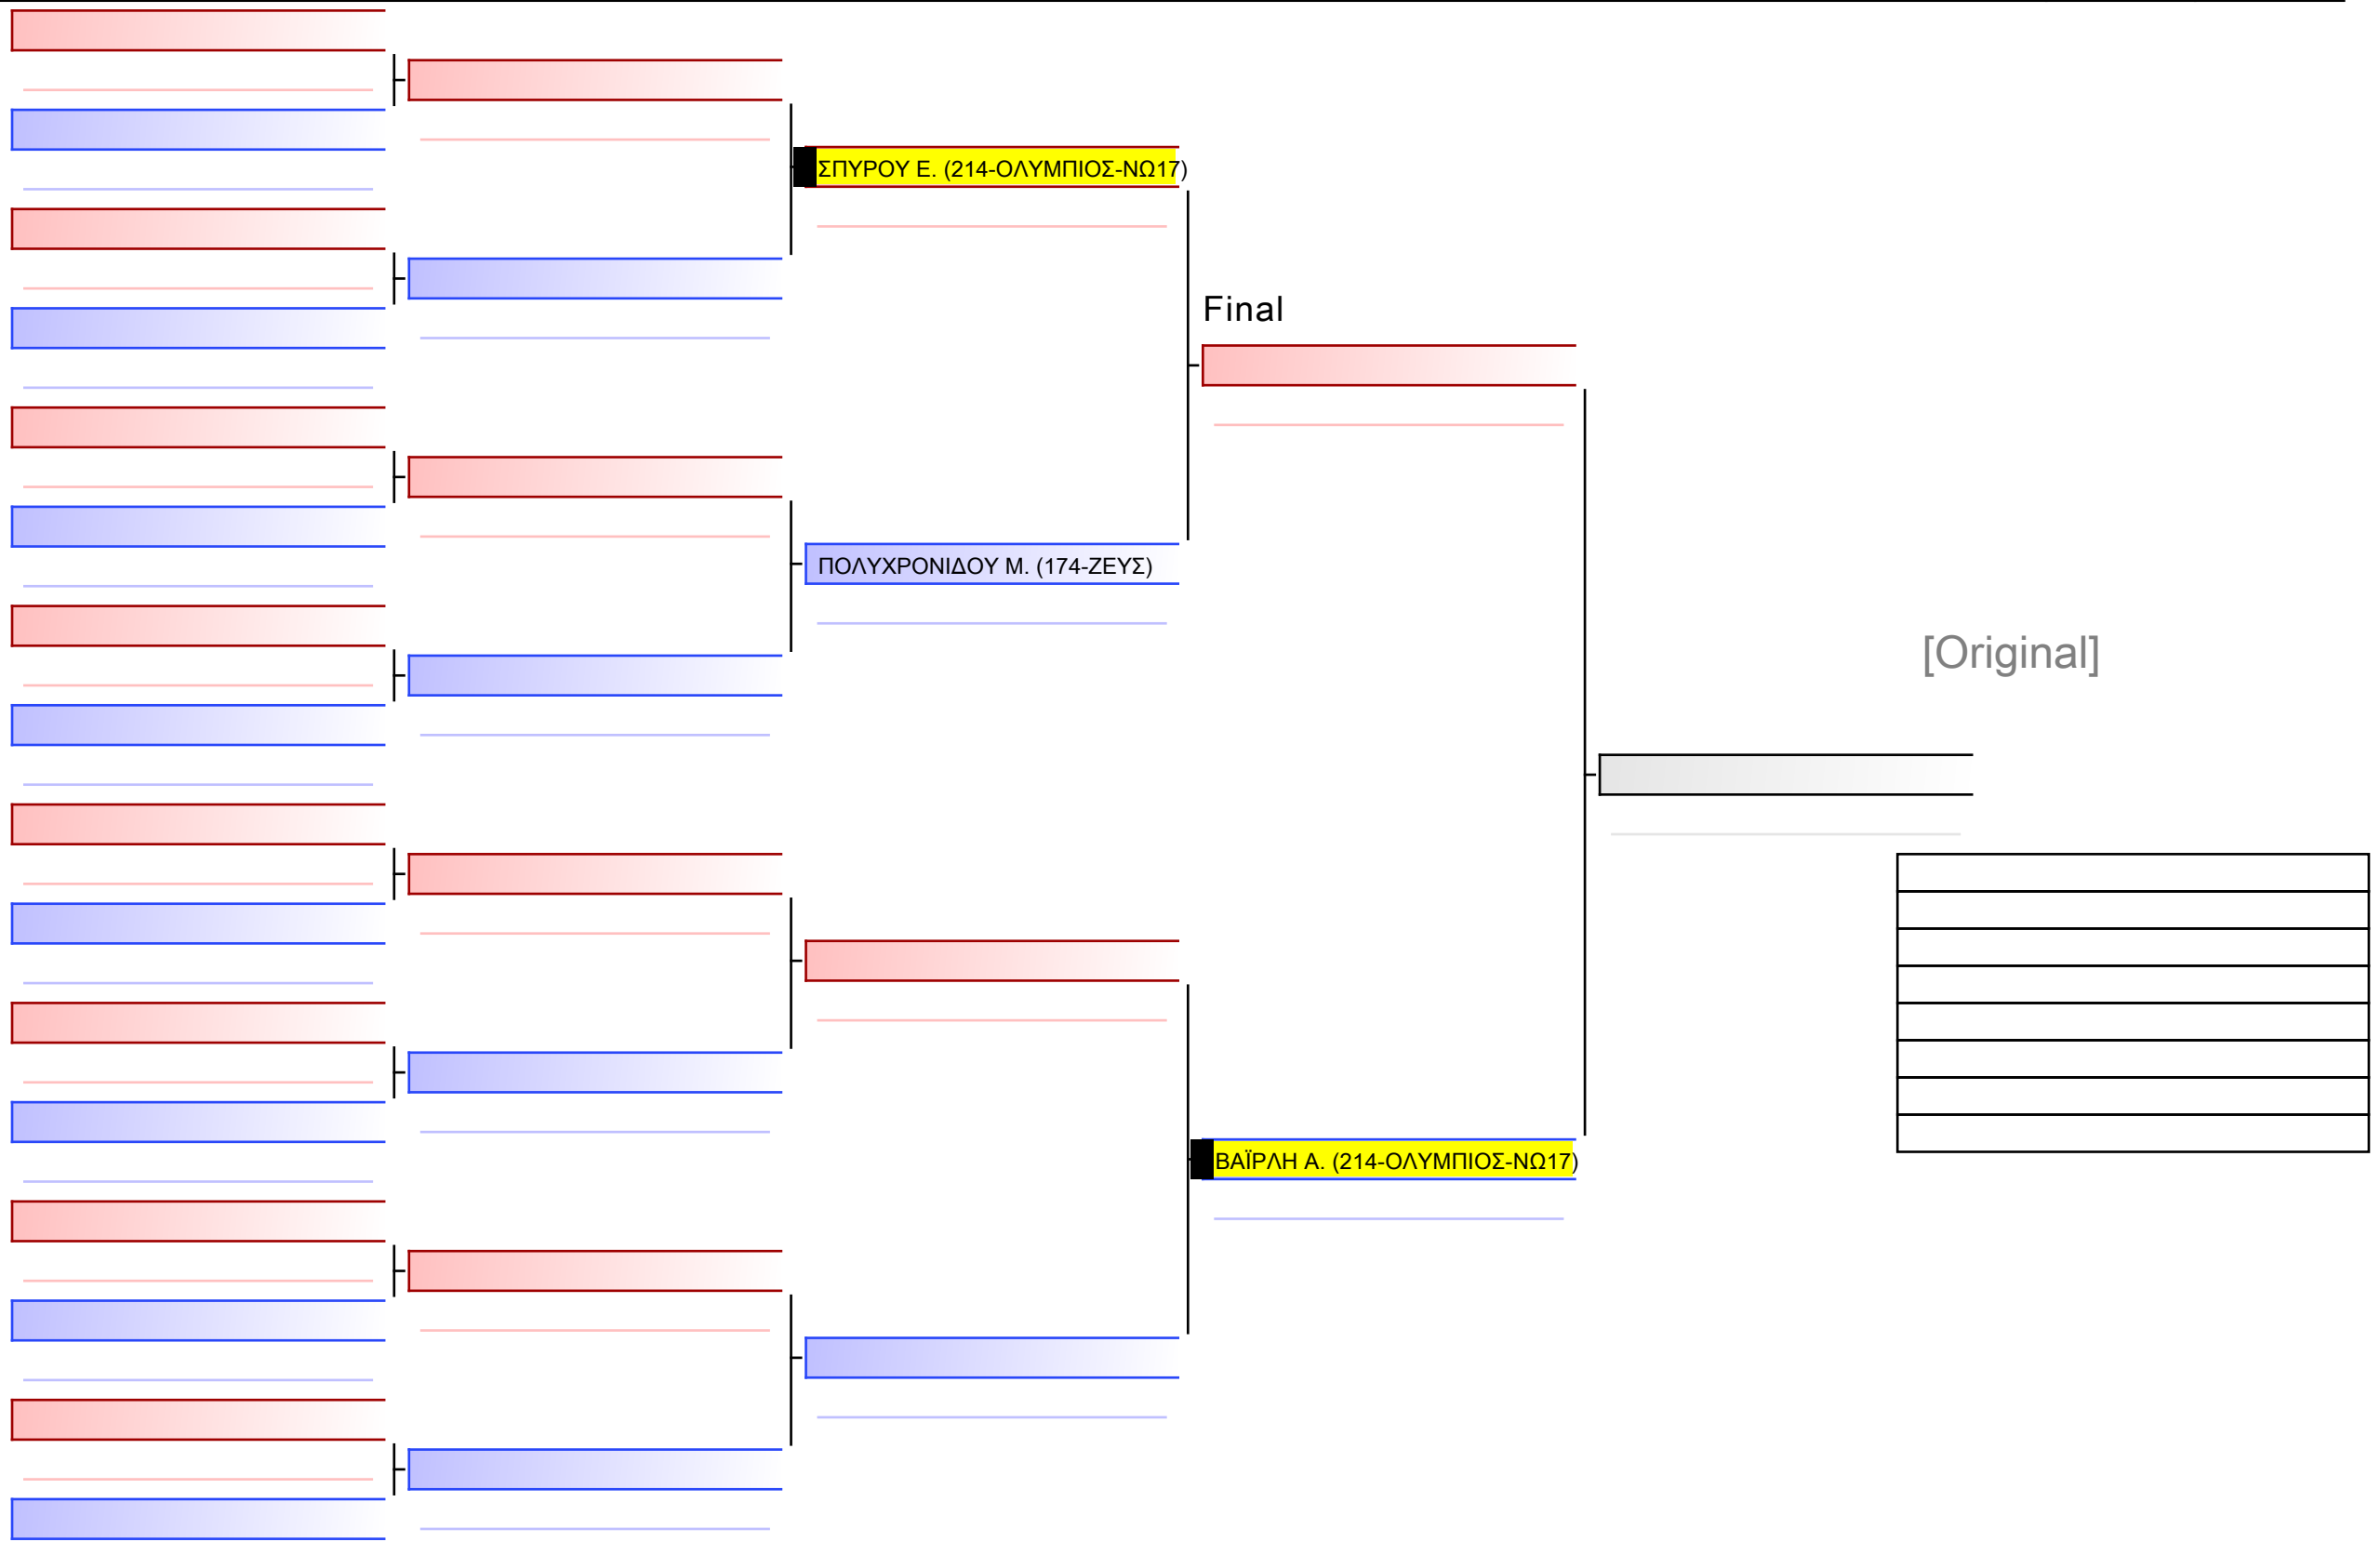 ΣΠΥΡΟΥ Ε. (214-ΟΛΥΜΠΙΟΣ-ΝΩ17)
Final
ΠΟΛΥΧΡΟΝΙΔΟΥ Μ. (174-ΖΕΥΣ)
[Original]
ΒΑΪΡΛΗ Α. (214-ΟΛΥΜΠΙΟΣ-ΝΩ17)